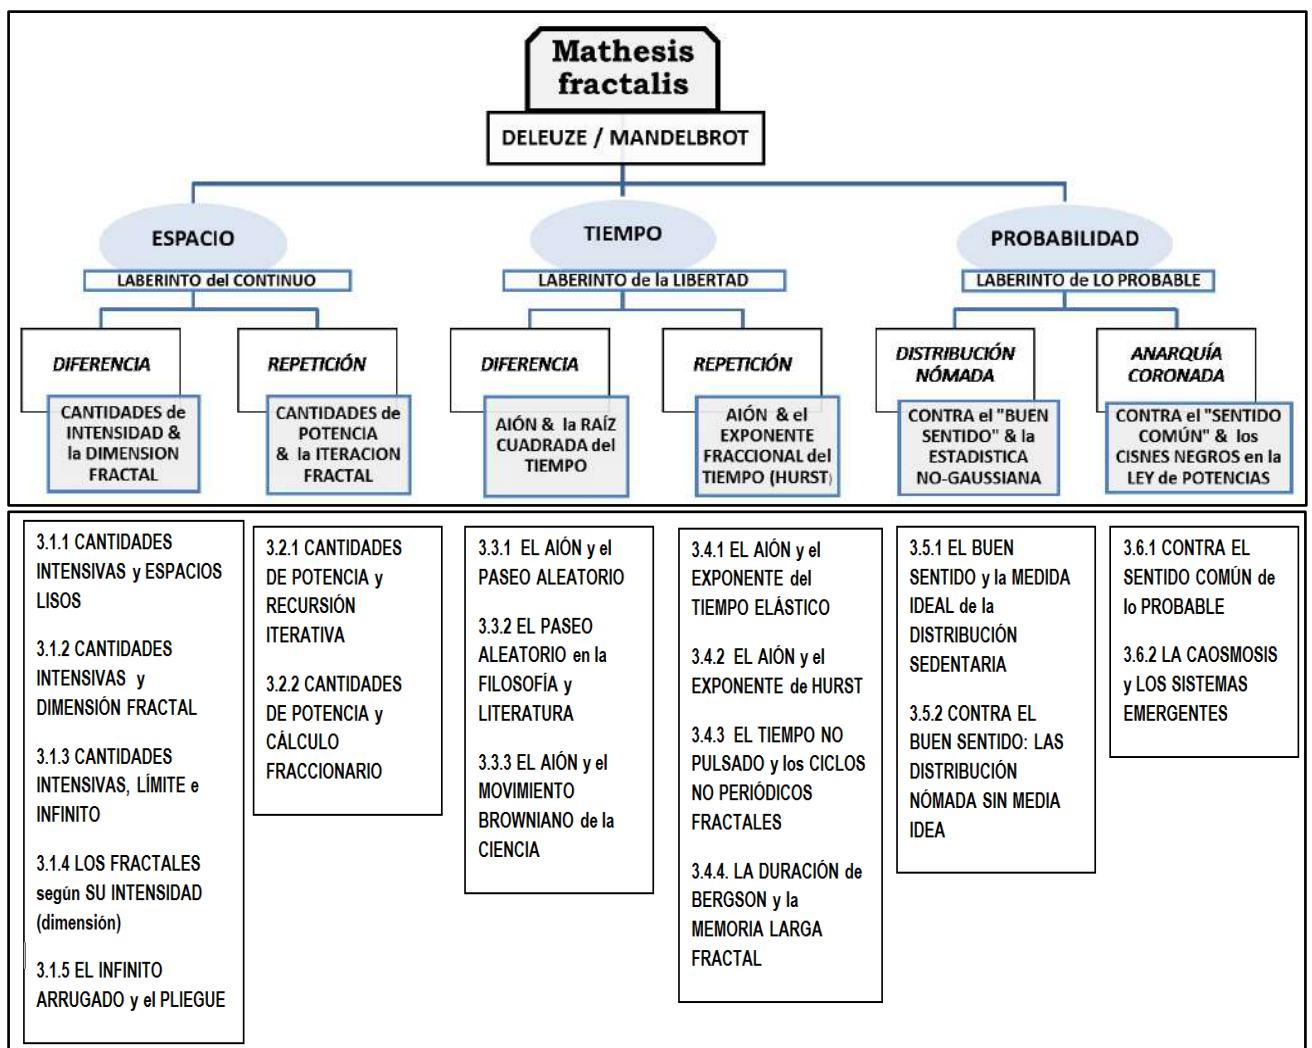 Mathesis
fractalis
DELEUZE / MANDELBROT
ESPACIO
LABERINTO del CONTINUO
DIFERENCIA
CANTIDADES de
INTENSIDAD &
la DIMENSION
FRACTAL
REPETICIÓN
CANTIDADES de
POTENCIA
& la ITERACION
FRACTAL
TIEMPO
LABERINTO de la LIBERTAD
DIFERENCIA
AIÓN & la RAÍZ
CUADRADA del
TIEMPO
REPETICIÓN
AIÓN & el
EXPONENTE
FRACCIONAL del
TIEMPO (HURST)
PROBABILIDAD
LABERINTO de LO PROBABLE
DISTRIBUCIÓN
NÓMADA
CONTRA el "BUEN
SENTIDO" & la
ESTADISTICA
NO-GAUSSIANA
ANARQUÍA
CORONADA
CONTRA el "SENTIDO
COMÚN" & los
CISNES NEGROS en la
LEY de POTENCIAS
3.1.1 CANTIDADES
INTENSIVAS y ESPACIOS
LISOS
3.1.2 CANTIDADES
INTENSIVAS y
DIMENSIÓN FRACTAL
3.1.3 CANTIDADES
INTENSIVAS, LÍMITE e
INFINITO
3.1.4 LOS FRACTALES
según SU INTENSIDAD
(dimensión)
3.1.5 EL INFINITO
ARRUGADO y el PLIEGUE
3.2.1 CANTIDADES
DE POTENCIA y
RECURSIÓN
ITERATIVA
3.2.2 CANTIDADES
DE POTENCIA y
CÁLCULO
FRACCIONARIO
3.3.1 EL AIÓN y el
PASEO ALEATORIO
3.3.2 EL PASEO
ALEATORIO en la
FILOSOFÍA y
LITERATURA
3.3.3 EL AIÓN y el
MOVIMIENTO
BROWNIANO de la
CIENCIA
3.4.1 EL AIÓN y el
EXPONENTE del
TIEMPO ELÁSTICO
3.4.2 EL AIÓN y el
EXPONENTE de HURST
3.4.3 EL TIEMPO NO
PULSADO y los CICLOS
NO PERIÓDICOS
FRACTALES
3.4.4. LA DURACIÓN de
BERGSON y la
MEMORIA LARGA
FRACTAL
3.5.1 EL BUEN
SENTIDO y la MEDIDA
IDEAL de la
DISTRIBUCIÓN
SEDENTARIA
3.5.2 CONTRA EL
BUEN SENTIDO: LAS
DISTRIBUCIÓN
NÓMADA SIN MEDIA
IDEA
3.6.1 CONTRA EL
SENTIDO COMÚN de
lo PROBABLE
3.6.2 LA CAOSMOSIS
y LOS SISTEMAS
EMERGENTES